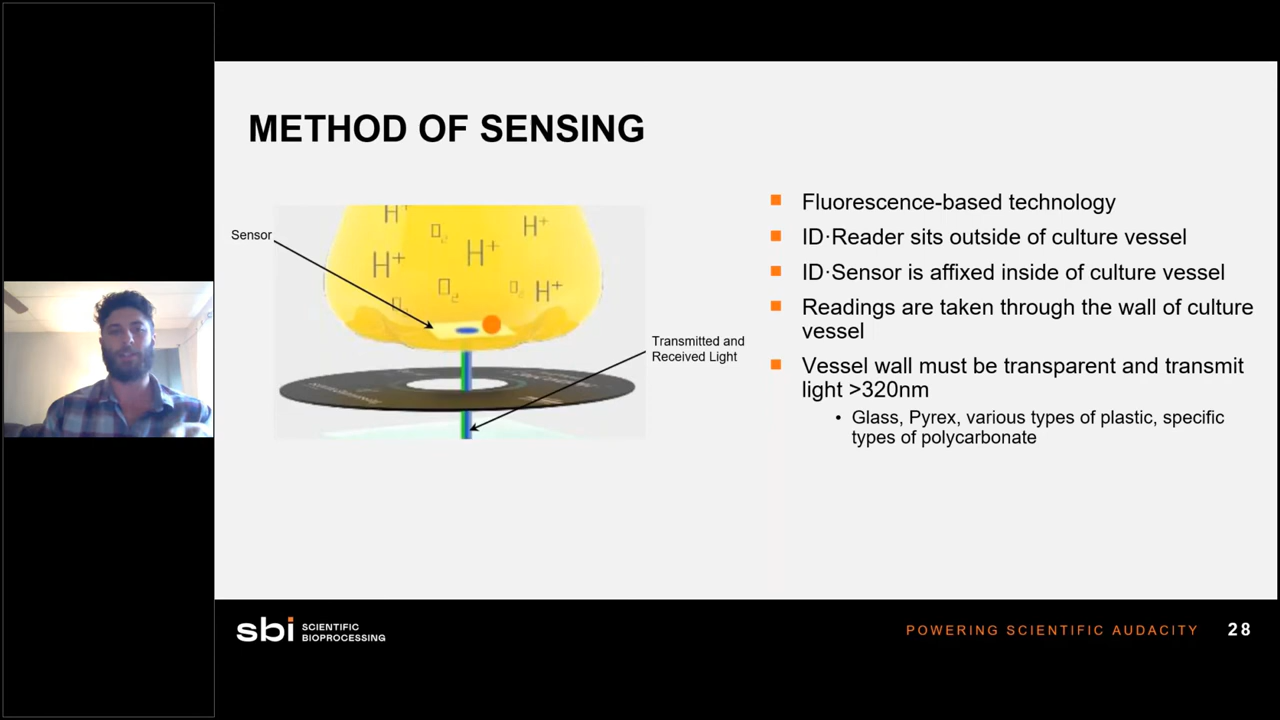 METHOD OF SENSING
Sensor
H+
H+
H+
H+
H+
Transmitted and
Received Light
■ Fluorescence-based technology
■ ID·Reader sits outside of culture vessel
■ ID·Sensor is affixed inside of culture vessel
■ Readings are taken through the wall of culture
vessel
■ Vessel wall must be transparent and transmit
light >320nm
• Glass, Pyrex, various types of plastic, specific
types of polycarbonate
sbi SCIENTIFIC
BIOPROCESSING
POWERING SCIENTIFIC AUDACITY 28